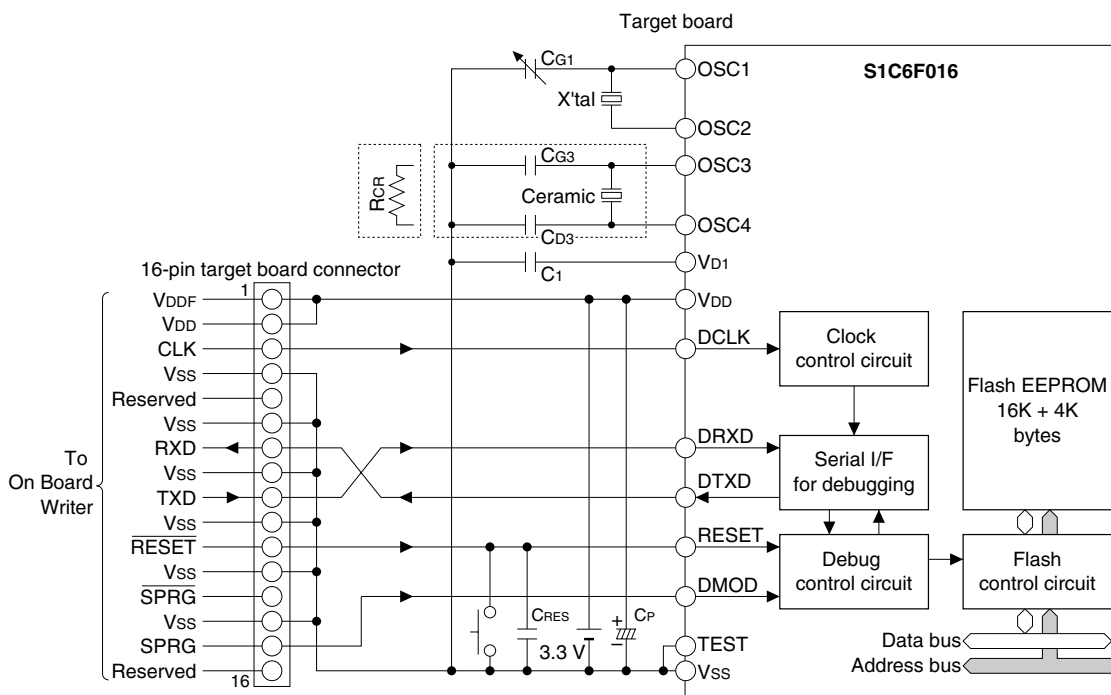 Target board
S1C6F016
CG1
OSC1
X'tal
OSC2
CG3
OSC3
RCR
Ceramic
OSC4
CD3
C1
VD1
16-pin target board connector
1
VDDF
VDD
VDD
CLK
DCLK
Clock
control circuit
Vss
Reserved
Flash EEPROM
16K + 4K
bytes
Vss
RXD
DRXD
Serial I/F
for debugging
To
On Board
Writer
Vss
TXD
DTXD
Vss
RESET
RESET
Debug
control circuit
Flash
control circuit
Vss
SPRG
DMOD
Vss
CRES
3.3 V
+
CP
–
SPRG
TEST
Data bus
Reserved
16
Vss
Address bus